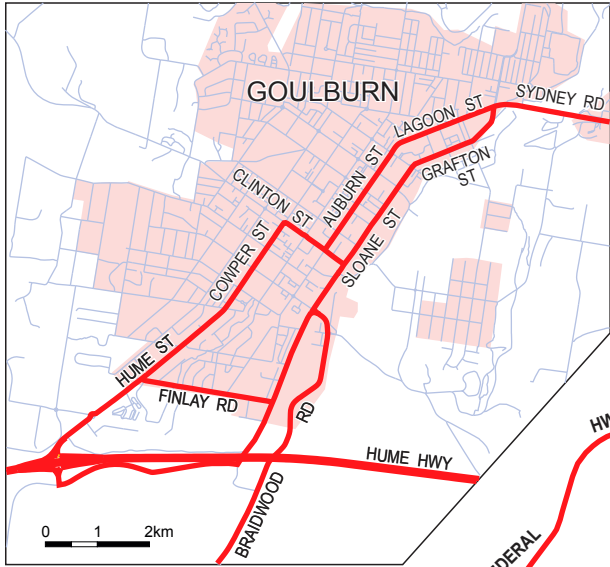 GOULBURN
SYDNEY RD
LAGOON ST
GRAFTON
ST
AUBURN ST
CLINTON ST
SLOANE ST
COWPER ST
HUME ST
FINLAY RD
RD
HUME HWY
BRAIDWOOD
HW
DERAL
0 1 2km